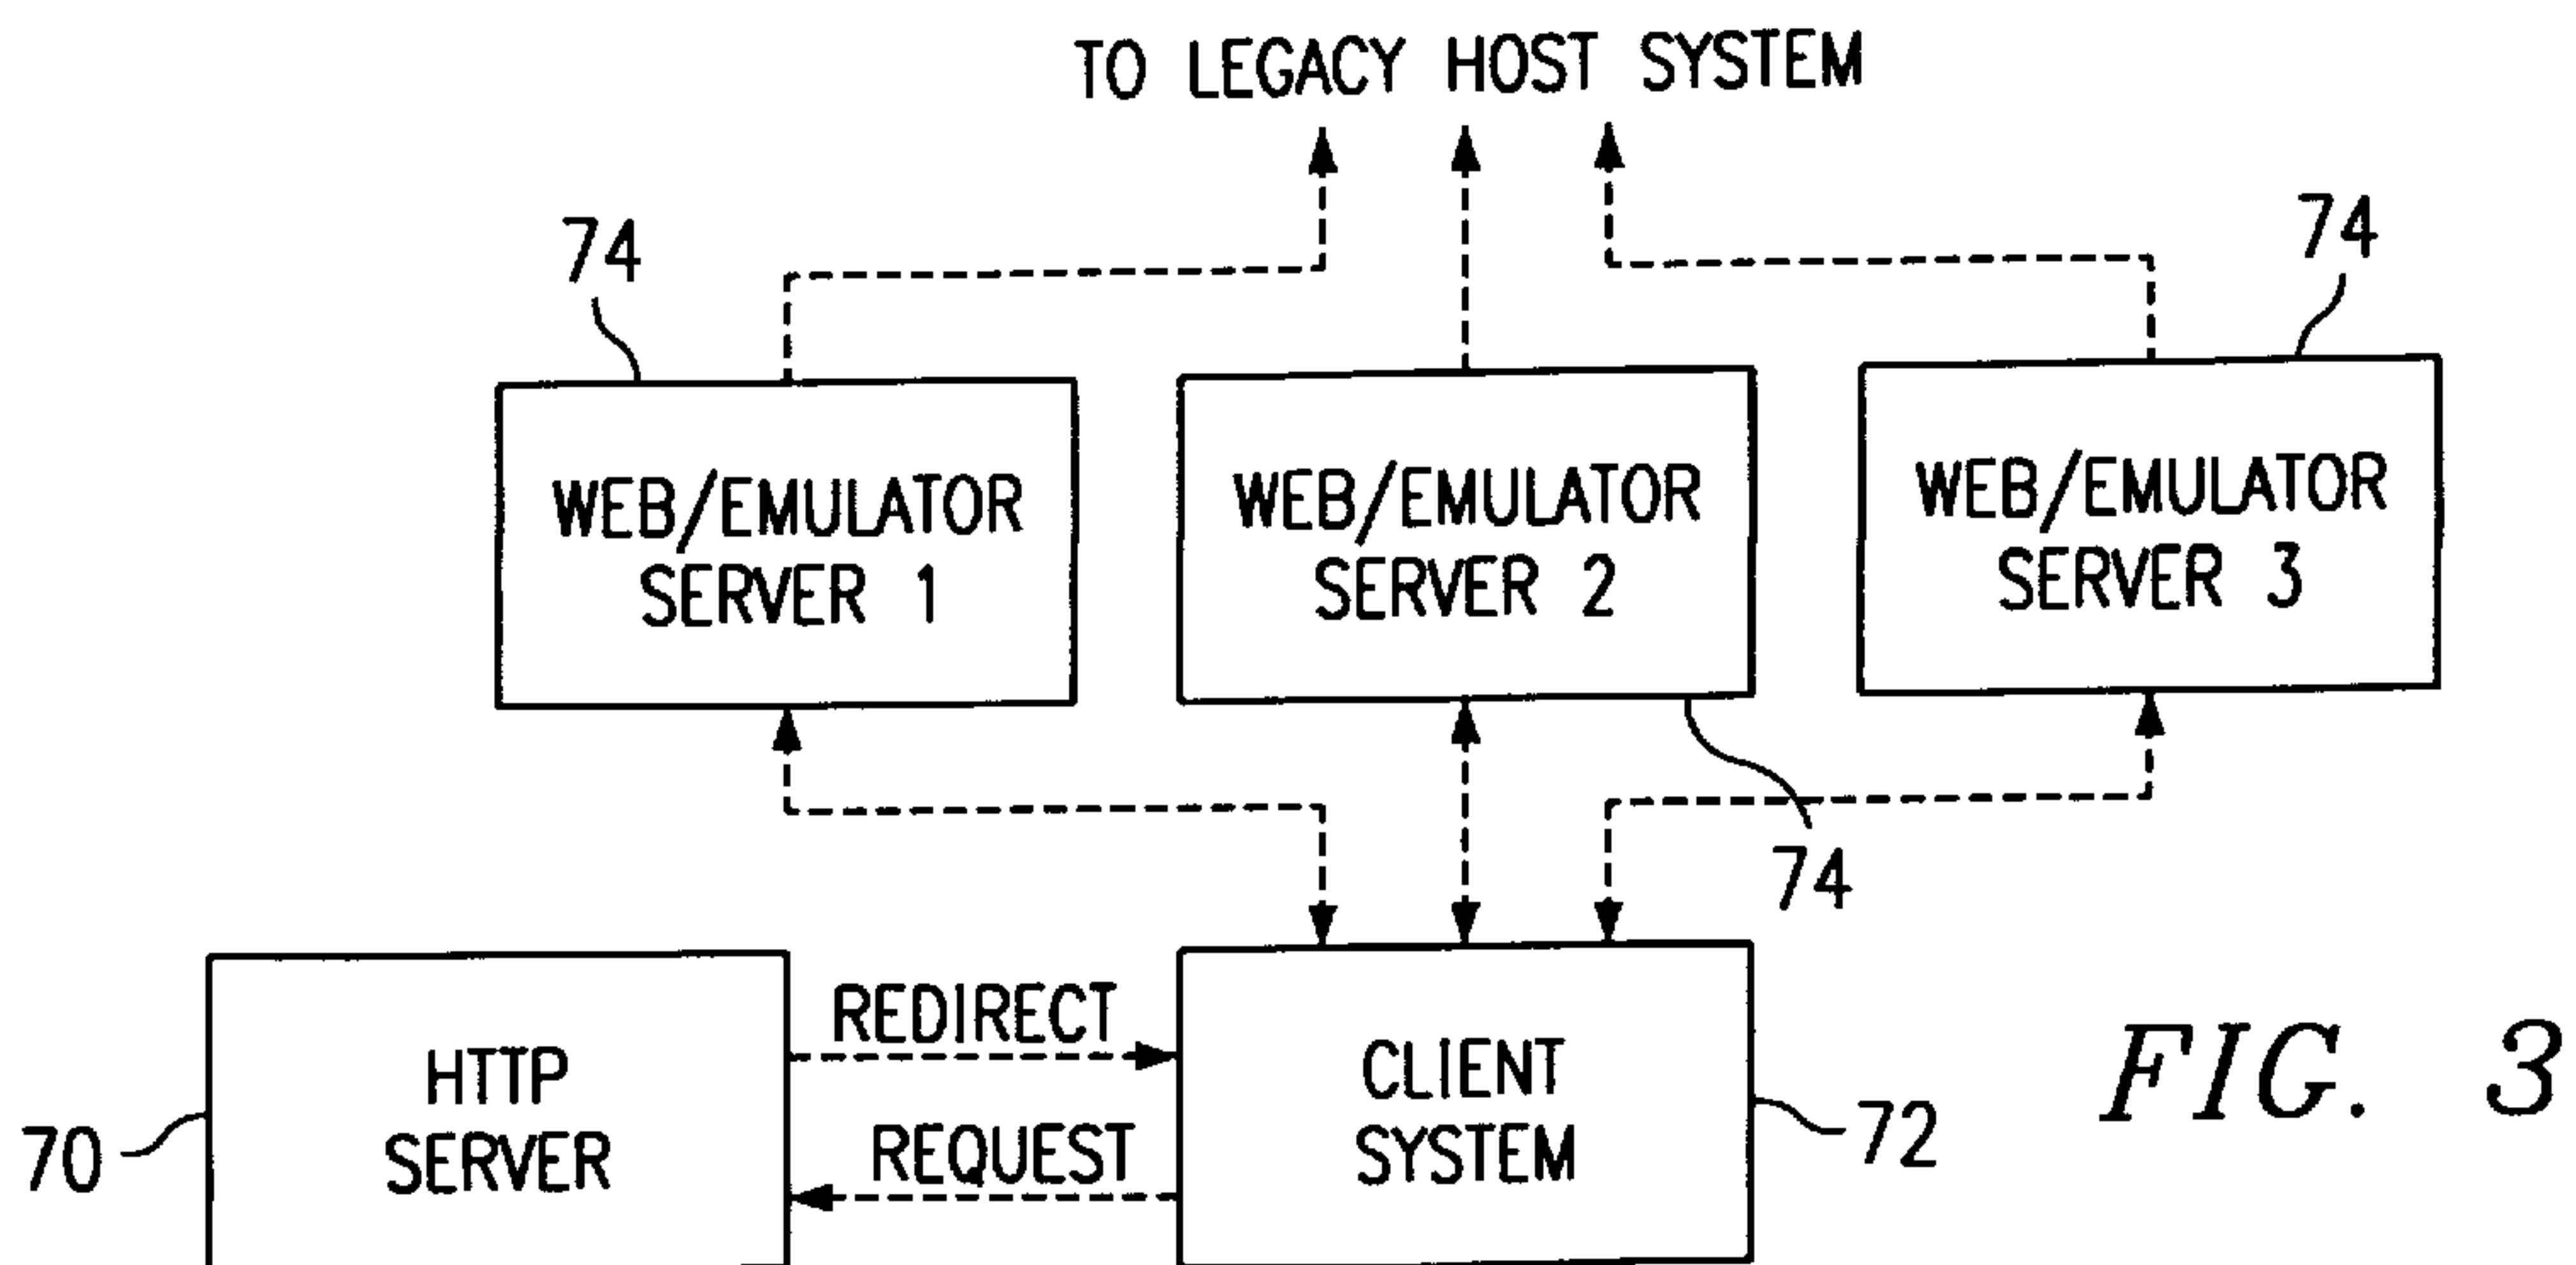 TO LEGACY HOST SYSTEM
74
74
WEB/EMULATOR
SERVER 1
WEB/EMULATOR
SERVER 2
WEB/EMULATOR
SERVER 3
74
REDIRECT
HTTP
SERVER
REQUEST
CLIENT
SYSTEM
70
72
FIG. 3